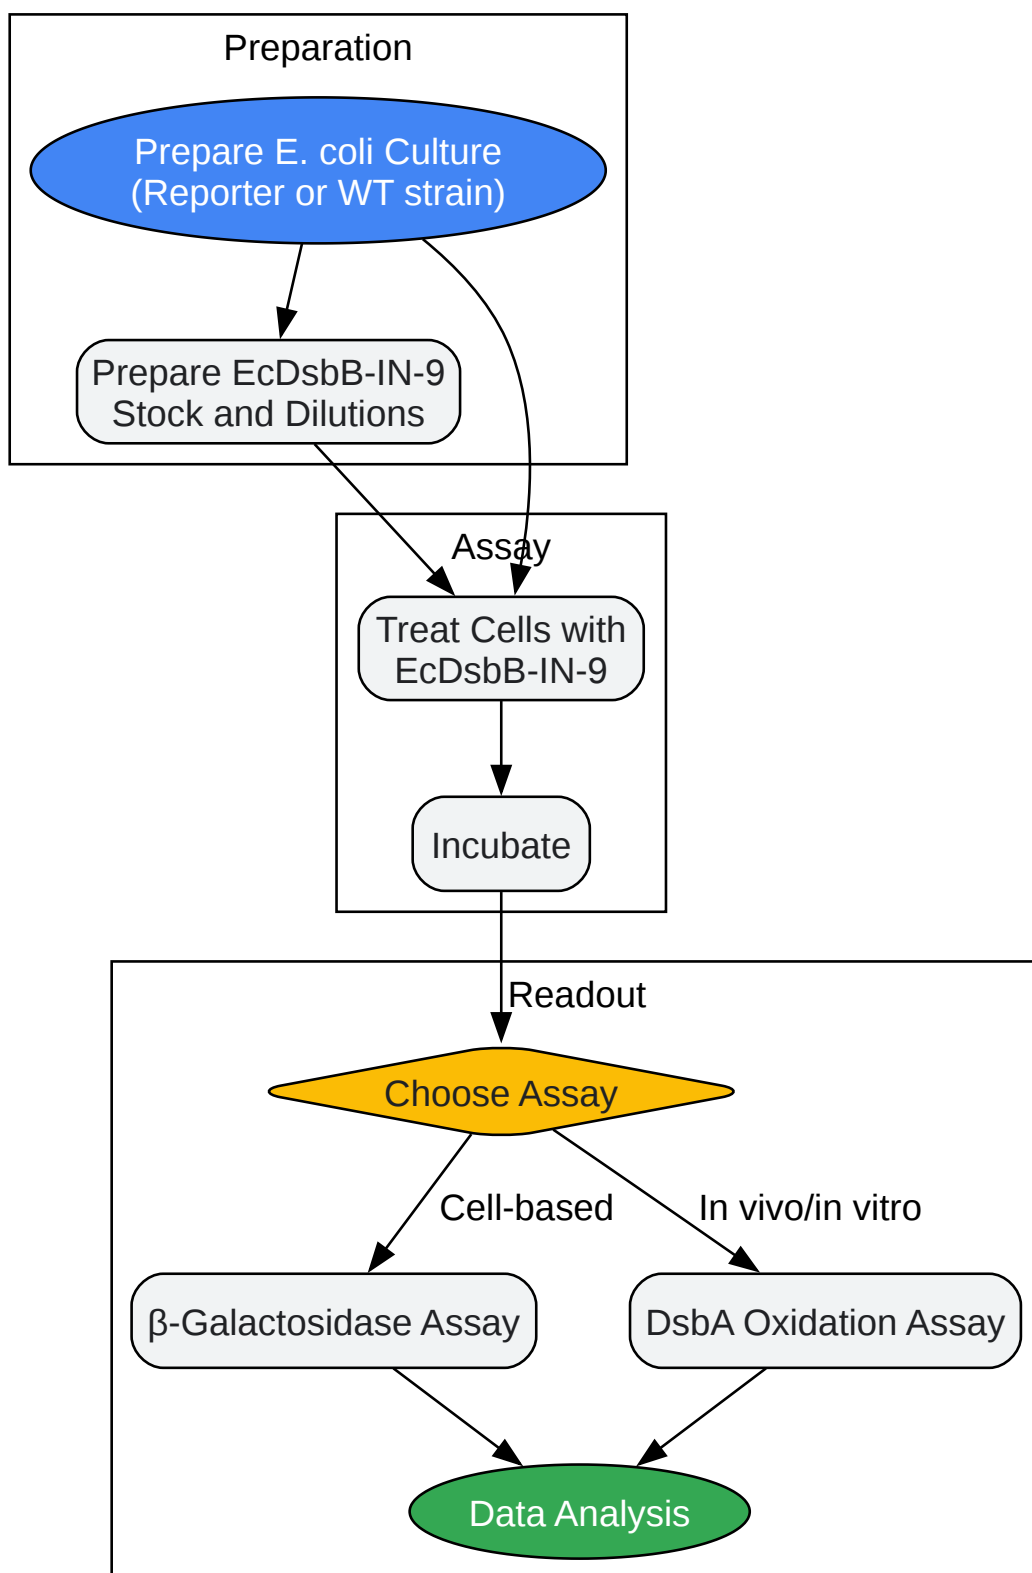 Preparation
Prepare E. coli Culture
(Reporter or WT strain)
Prepare EcDsbB-IN-9
Stock and Dilutions
Assay
Treat Cells with
EcDsbB-IN-9
Incubate
Readout
Choose Assay
Cell-based
In vivo/in vitro
β-Galactosidase Assay
DsbA Oxidation Assay
Data Analysis